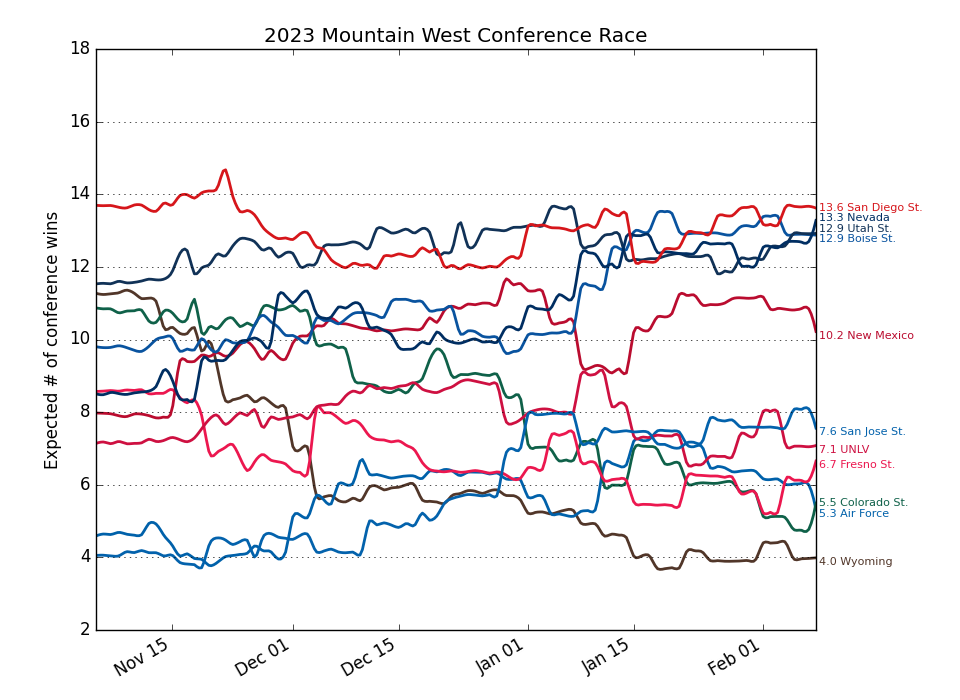 2023 Mountain West Conference Race
Expected # of conference wins
18
16
14
12
10
8
6
4
2
Nov 15
Dec 01
Dec 15
Jan 01
Jan 15
Feb 01
13.6 San Diego St.
13.3 Nevada
12.9 Utah St.
12.9 Boise St.
10.2 New Mexico
7.6 San Jose St.
7.1 UNLV
6.7 Fresno St.
5.5 Colorado St.
5.3 Air Force
4.0 Wyoming